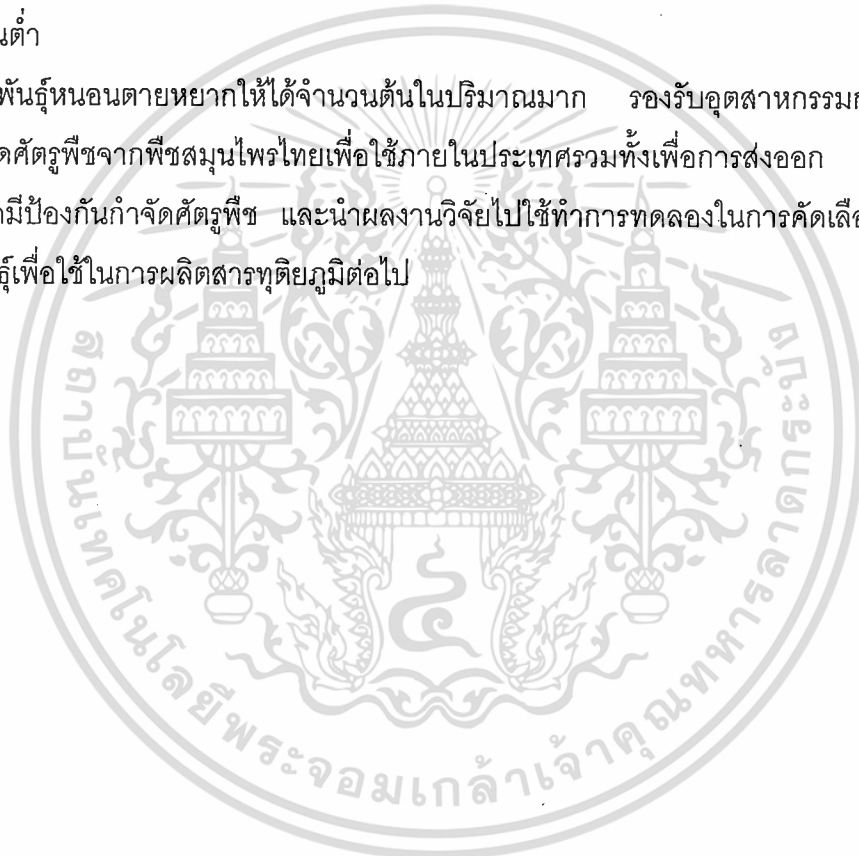 นต่ำ
พันธุ์หนอนตายหยากให้ได้จำนวนต้นในปริมาณมาก รองรับอุตสาหกรรม
ดศัตรูพืชจากพืชสมุนไพรไทยเพื่อใช้ภายในประเทศรวมทั้งเพื่อการส่งออก
มีป้องกันกำจัดศัตรูพืช และนำผลงานวิจัยไปใช้ทำการทดลองในการคัดเลือ
ธุ์เพื่อใช้ในการผลิตสารทุติยภูมิต่อไป
สถาบันเทคโนโลยีพระจอมเกล้าเจ้าคุณทหารลาดกระบัง